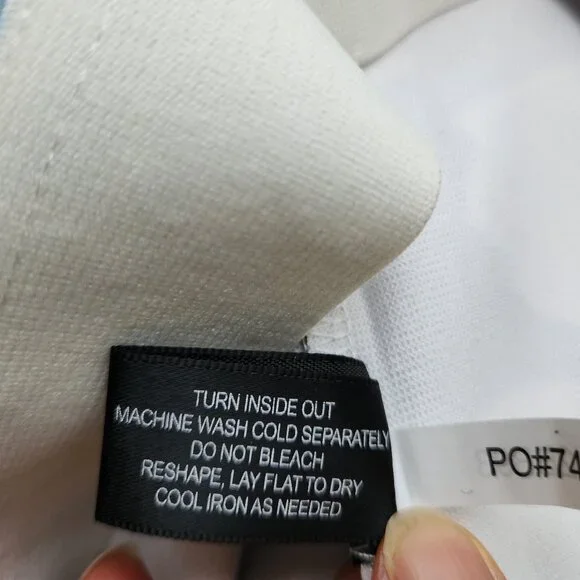 TURN INSIDE OUT
MACHINE WASH COLD SEPARATELY
DO NOT BLEACH
RESHAPE, LAY FLAT TO DRY
COOL IRON AS NEEDED
PO#74